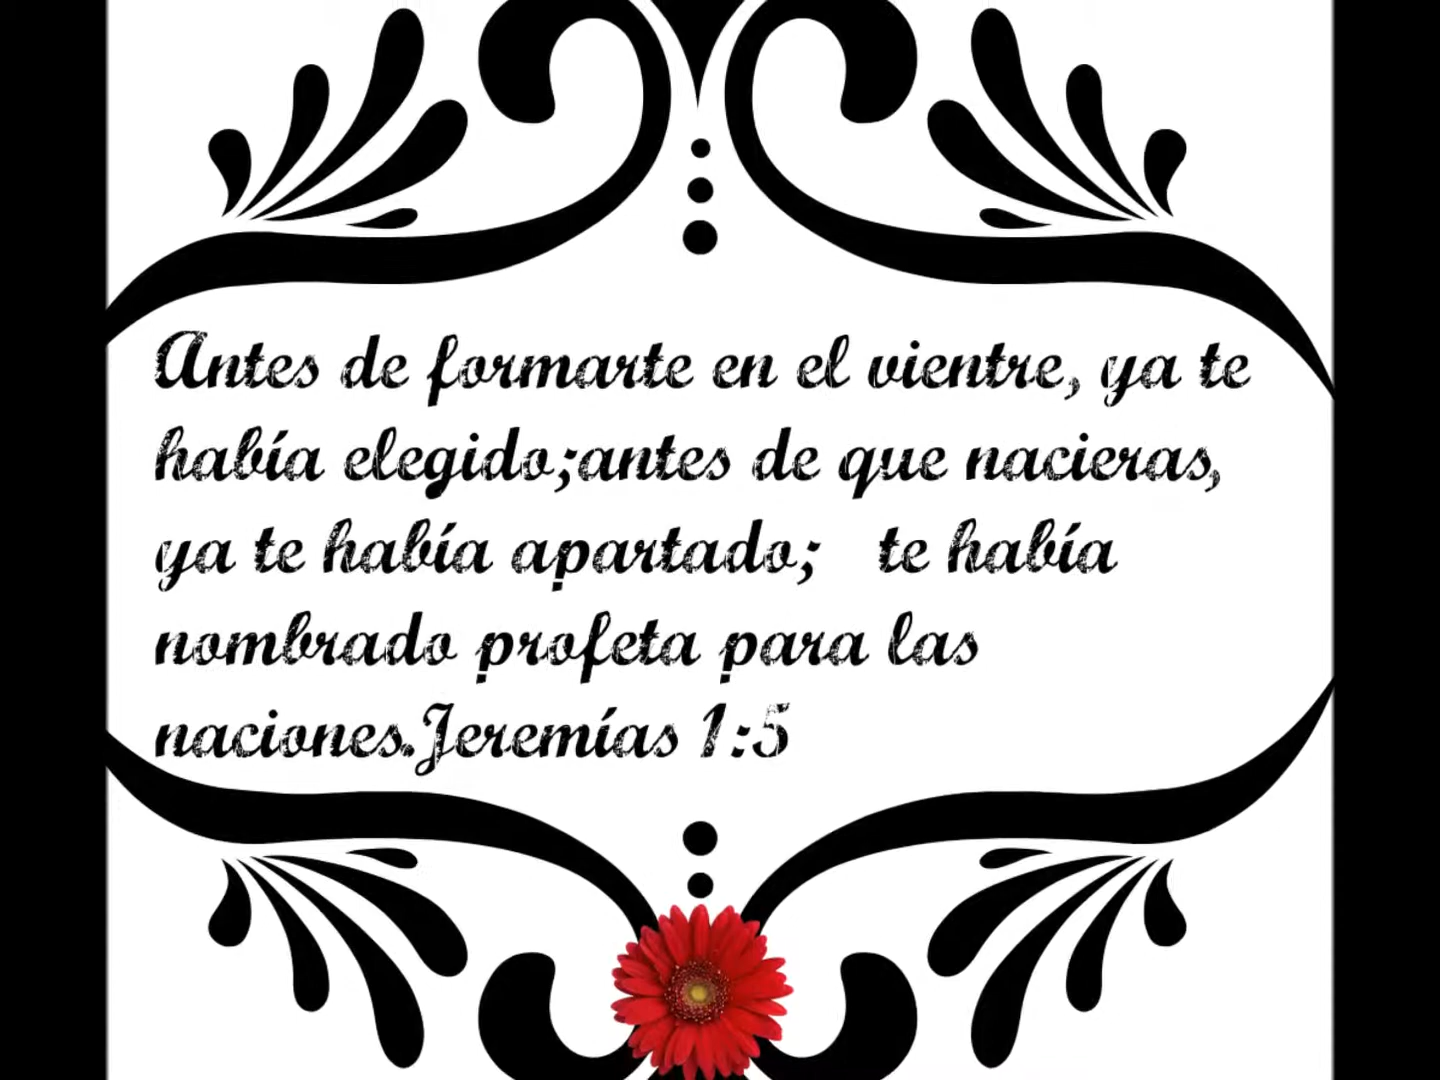 Antes de formarte en el vientre, ya te
había elegido;antes de que nacieras,
ya te había apartado;   te había
nombrado profeta para las
naciones.Jeremías 1:5